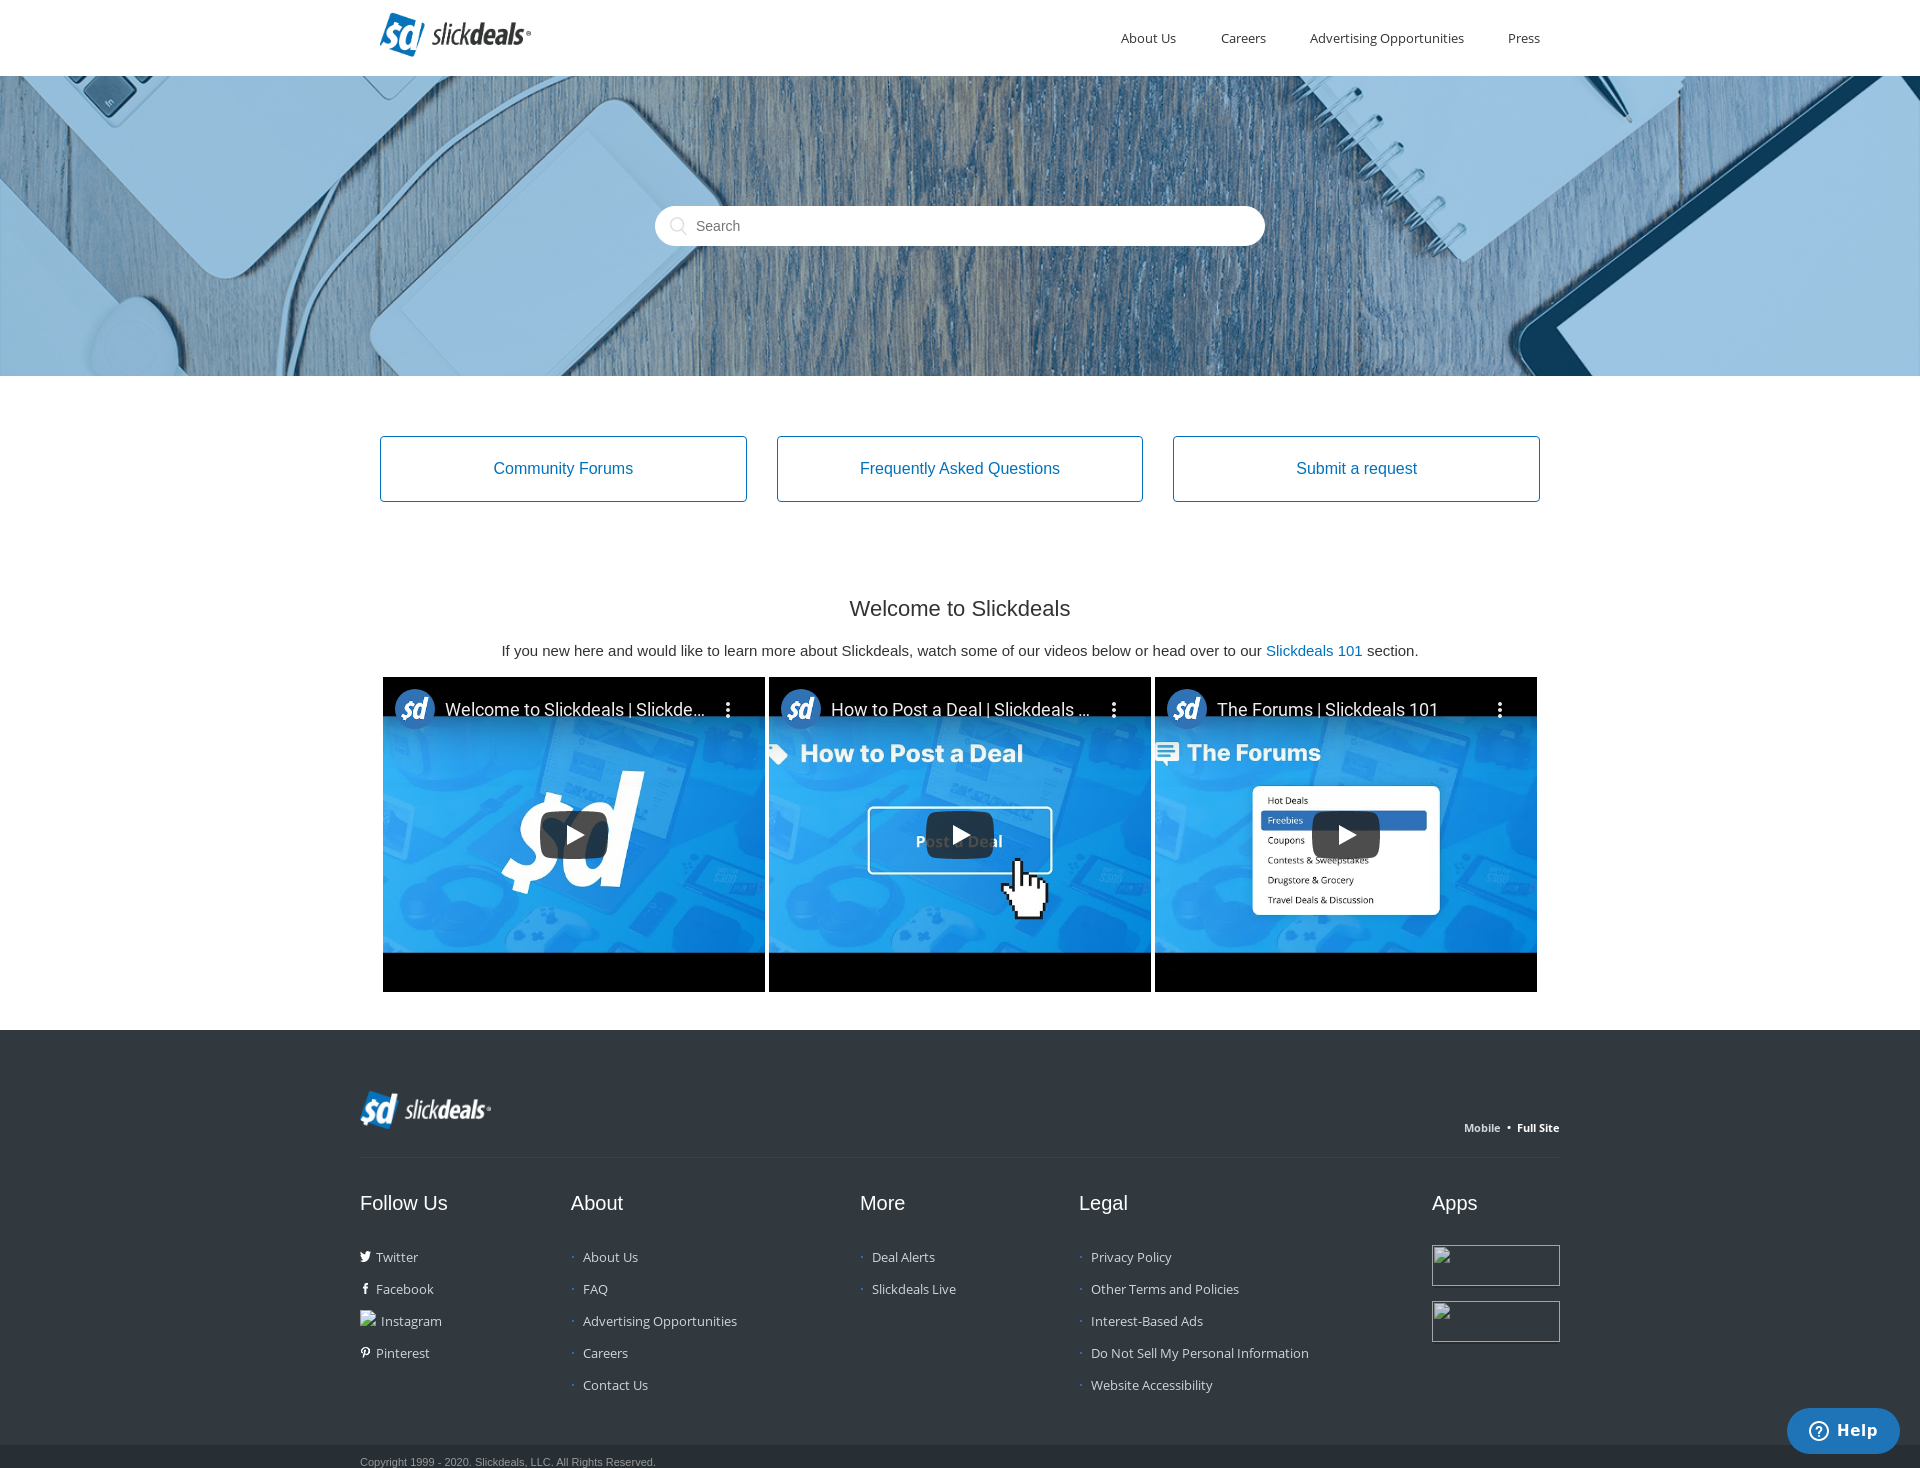 $d slickdeals®
About Us
Careers
Advertising Opportunities
Press
Search
Community Forums
Frequently Asked Questions
Submit a request
Welcome to Slickdeals
If you new here and would like to learn more about Slickdeals, watch some of our videos below or head over to our Slickdeals 101 section.
$d Welcome to Slickdeals | Slickde...
$d
$d How to Post a Deal | Slickdeals ...
How to Post a Deal
Post a Deal
$d The Forums | Slickdeals 101
The Forums
Hot Deals
Freebies
Coupons
Contests & Sweepstakes
Drugstore & Grocery
Travel Deals & Discussion
$d slickdeals®
Mobile • Full Site
Follow Us
Twitter
Facebook
Instagram
Pinterest
About
About Us
FAQ
Advertising Opportunities
Careers
Contact Us
More
Deal Alerts
Slickdeals Live
Legal
Privacy Policy
Other Terms and Policies
Interest-Based Ads
Do Not Sell My Personal Information
Website Accessibility
Apps
Help
Copyright 1999 - 2020. Slickdeals, LLC. All Rights Reserved.